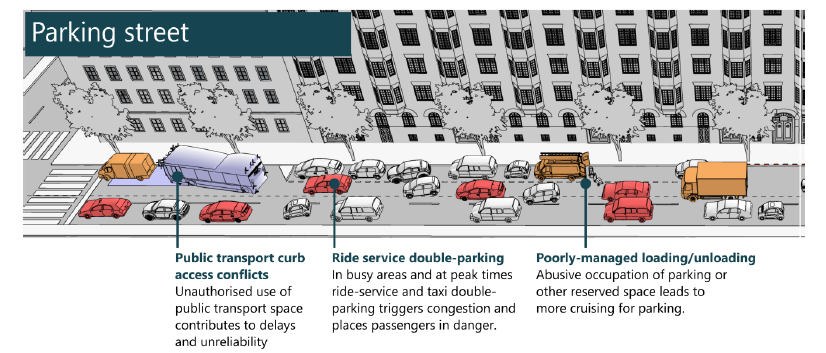 Parking street
Public transport curb
access conflicts
Unauthorised use of
public transport space
contributes to delays
and unreliability
Ride service double-parking
In busy areas and at peak times
ride-service and taxi double-
parking triggers congestion and
places passengers in danger.
Poorly-managed loading/unloading
Abusive occupation of parking or
other reserved space leads to
more cruising for parking.